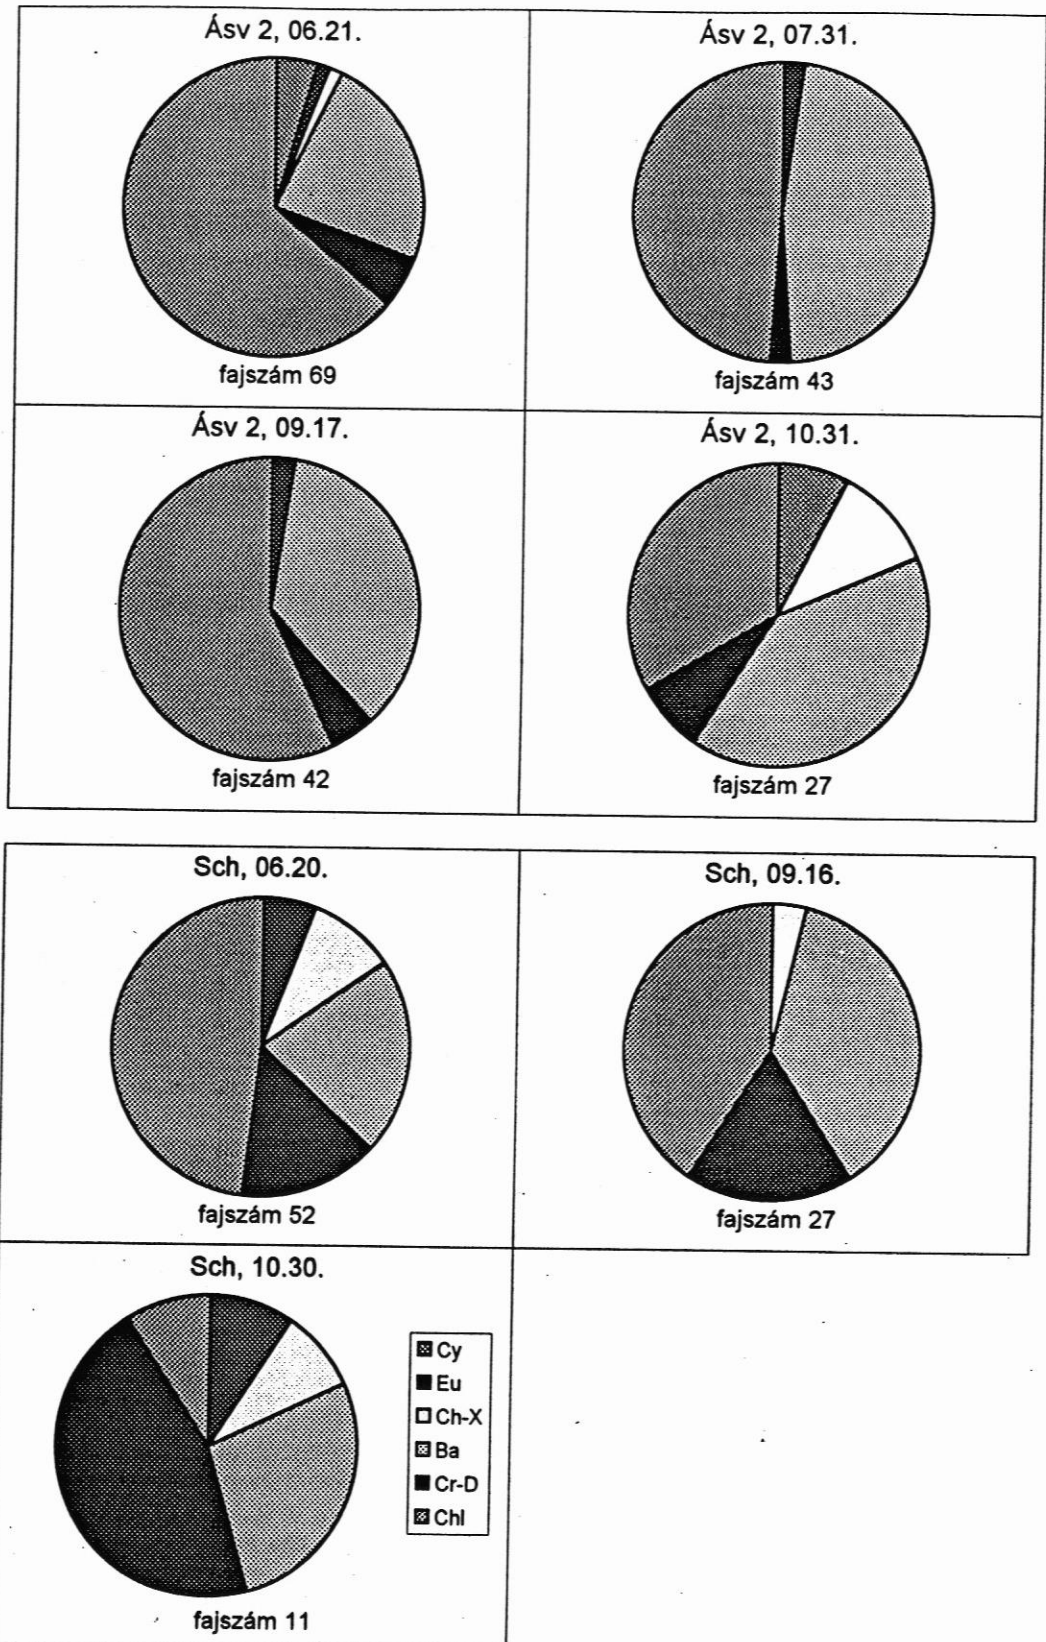 Ásv 2, 06.21.
fajszám 69
Ásv 2, 07.31.
fajszám 43
Ásv 2, 09.17.
fajszám 42
Ásv 2, 10.31.
fajszám 27
Sch, 06.20.
fajszám 52
Sch, 09.16.
fajszám 27
Sch, 10.30.
fajszám 11
Cy
Eu
Ch-X
Ba
Cr-D
Chl